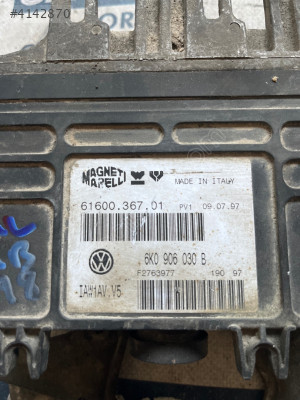 #4142870
MAGNETI
MARELLI
MADE IN ITALY
61600.367.01 PV1 09.07.97
6K0 906 030 B
F2763977 190 97
-IAW1AV.V5